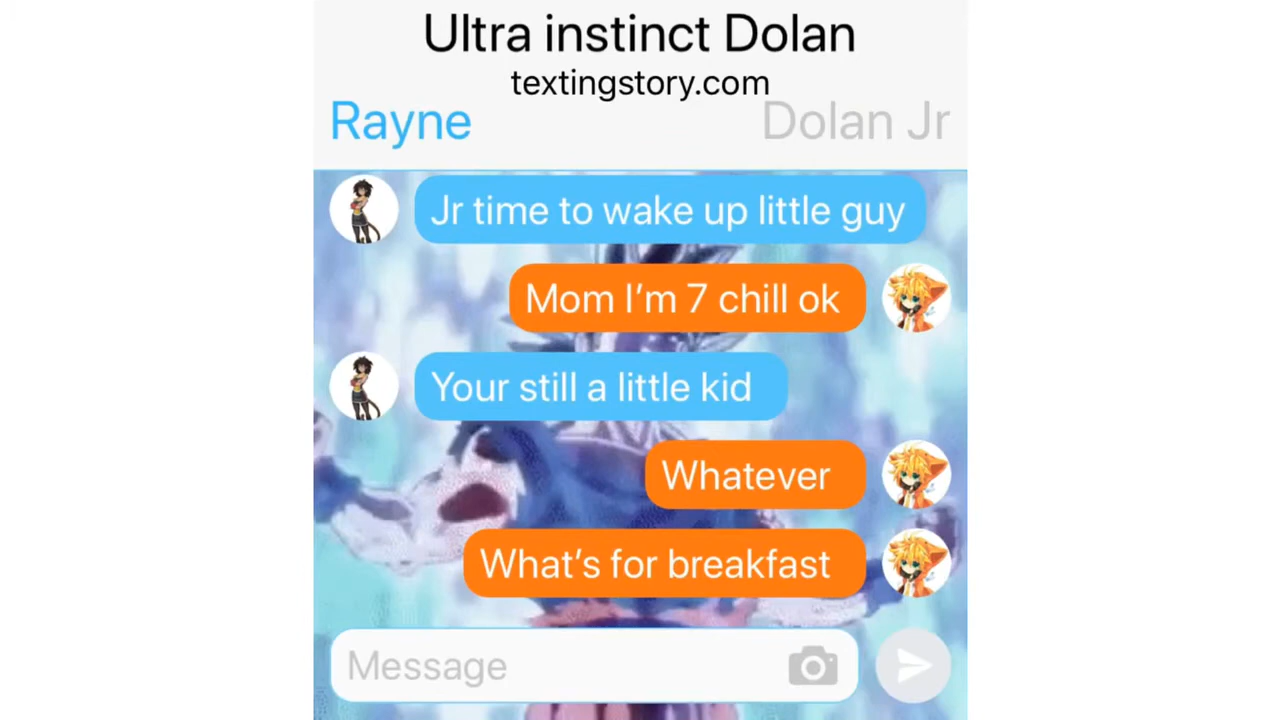 Ultra instinct Dolan
textingstory.com
Rayne
Dolan Jr
Jr time to wake up little guy
Mom I'm 7 chill ok
Your still a little kid
Whatever
What's for breakfast
Message